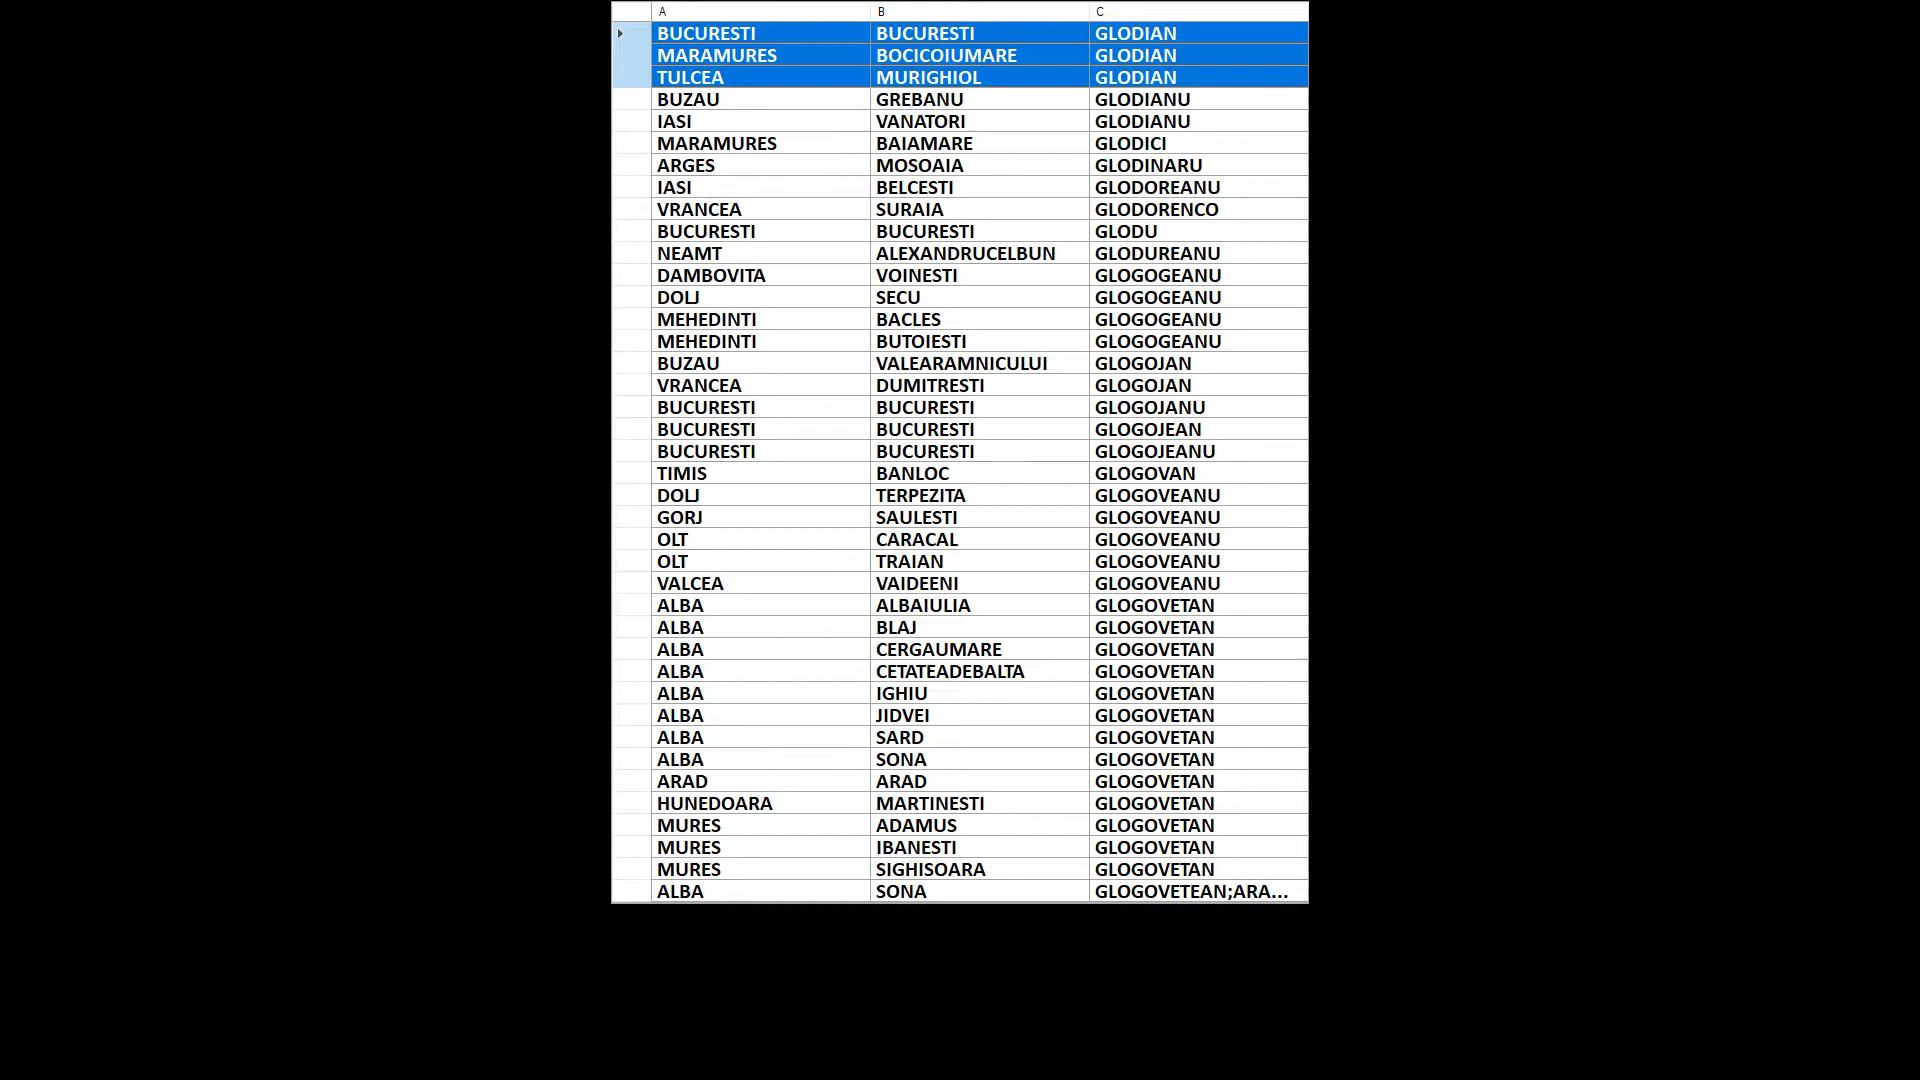 A B C
BUCURESTI BUCURESTI GLODIAN
MARAMURES BOCICOIUMARE GLODIAN
TULCEA MURIGHIOL GLODIAN
BUZAU GREBANU GLODIANU
IASI VANATORI GLODIANU
MARAMURES BAIAMARE GLODICI
ARGES MOSOAIA GLODINARU
IASI BELCESTI GLODOREANU
VRANCEA SURAIA GLODORENCO
BUCURESTI BUCURESTI GLODU
NEAMT ALEXANDRUCELBUN GLODUREANU
DAMBOVITA VOINESTI GLOGOGEANU
DOLJ SECU GLOGOGEANU
MEHEDINTI BACLES GLOGOGEANU
MEHEDINTI BUTOIESTI GLOGOGEANU
BUZAU VALEARAMNICULUI GLOGOJAN
VRANCEA DUMITRESTI GLOGOJAN
BUCURESTI BUCURESTI GLOGOJANU
BUCURESTI BUCURESTI GLOGOJEAN
BUCURESTI BUCURESTI GLOGOJEANU
TIMIS BANLOC GLOGOVAN
DOLJ TERPEZITA GLOGOVEANU
GORJ SAULESTI GLOGOVEANU
OLT CARACAL GLOGOVEANU
OLT TRAIAN GLOGOVEANU
VALCEA VAIDEENI GLOGOVEANU
ALBA ALBAIULIA GLOGOVETAN
ALBA BLAJ GLOGOVETAN
ALBA CERGAUMARE GLOGOVETAN
ALBA CETATEADEBALTA GLOGOVETAN
ALBA IGHIU GLOGOVETAN
ALBA JIDVEI GLOGOVETAN
ALBA SARD GLOGOVETAN
ALBA SONA GLOGOVETAN
ARAD ARAD GLOGOVETAN
HUNEDOARA MARTINESTI GLOGOVETAN
MURES ADAMUS GLOGOVETAN
MURES IBANESTI GLOGOVETAN
MURES SIGHISOARA GLOGOVETAN
ALBA SONA GLOGOVETEAN;ARA...